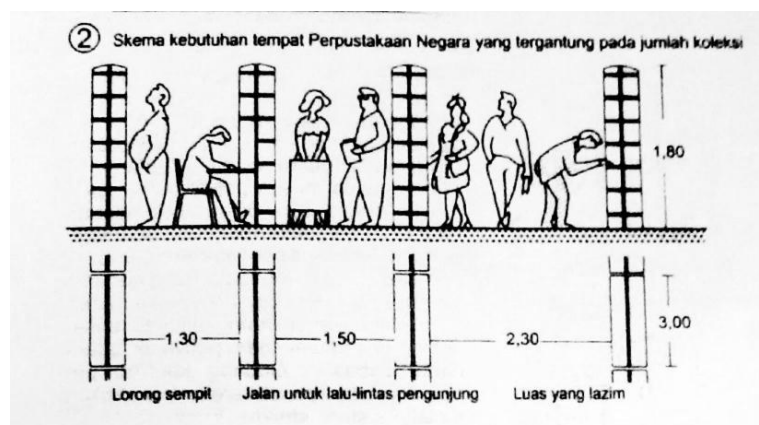 2 Skema kebutuhan tempat Perpustakaan Negara yang tergantung pada jumlah koleksi
1,80
3,00
1,30 1,50 2,30
Lorong sempit Jalan untuk lalu-lintas pengunjung Luas yang lazim